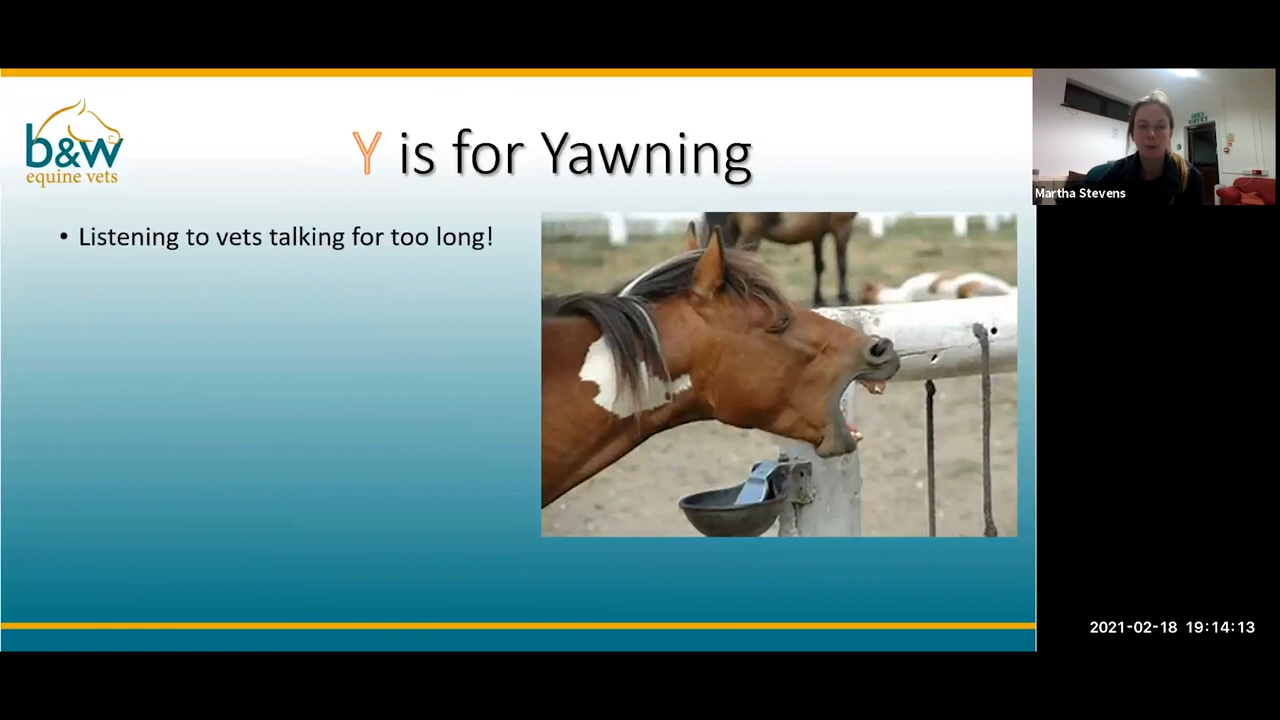 b&w
equine vets
Y is for Yawning
• Listening to vets talking for too long!
Martha Stevens
2021-02-18 19:14:13